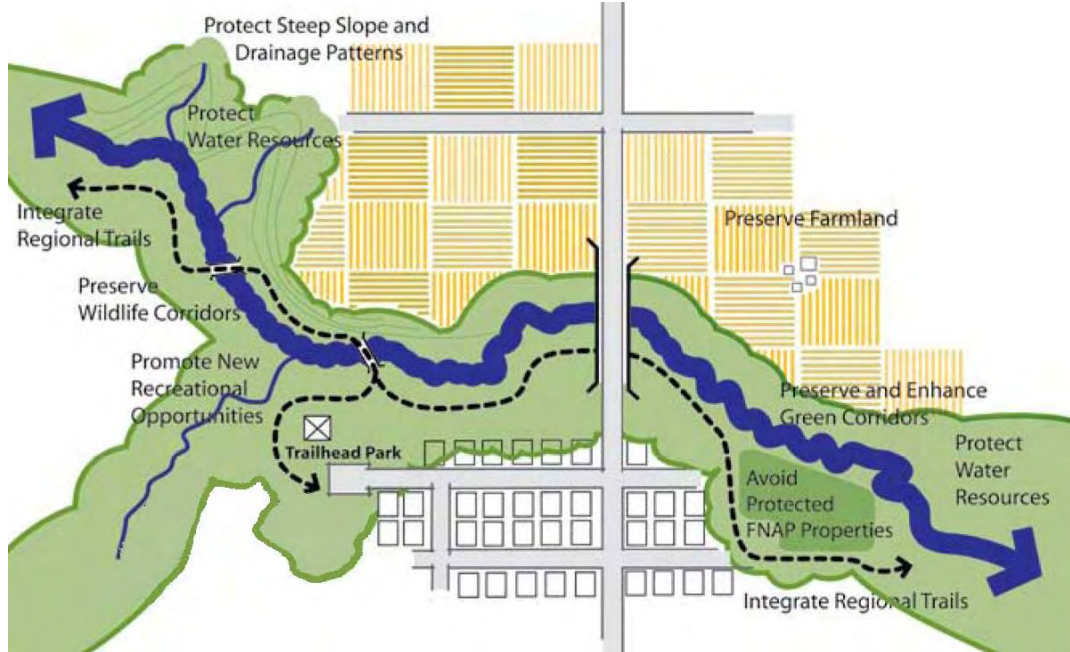 Protect Steep Slope and
Drainage Patterns
Protect
Water Resources
Integrate
Regional Trails
Preserve Farmland
Preserve
Wildlife Corridors
Promote New
Recreational
Opportunities
Preserve and Enhance
Green Corridors
Trailhead Park
Protect
Water
Resources
Avoid
Protected
FNAP Properties
Integrate Regional Trails